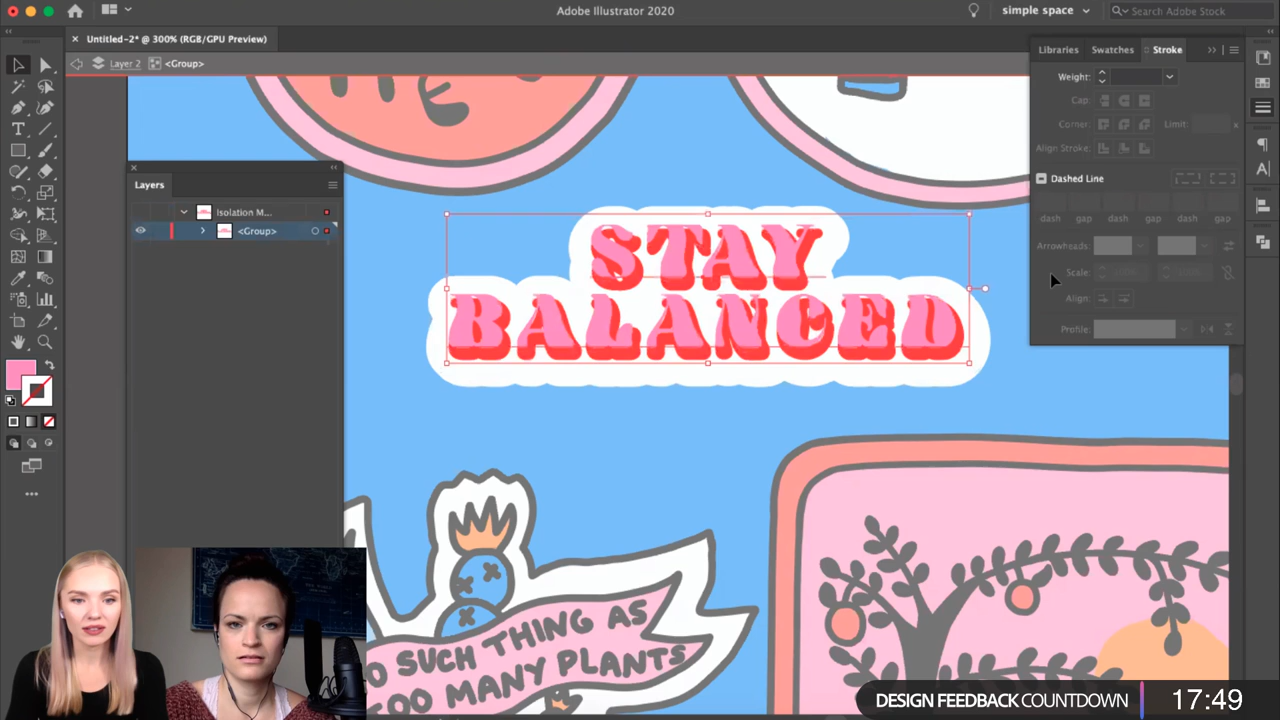 Adobe Illustrator 2020
simple space
Search Adobe Stock
Untitled-2* @ 300% (RGB/GPU Preview)
Layer 2
<Group>
Libraries
Swatches
Stroke
Weight:
Cap:
Corner:
Limit:
x
Align Stroke:
Dashed Line
dash gap dash gap dash gap
Arrowheads:
Scale:
Align:
Profile:
Layers
Isolation M...
<Group>
STAY
BALANCED
SUCH THING AS
TOO MANY PLANTS
DESIGN FEEDBACK COUNTDOWN
17:49